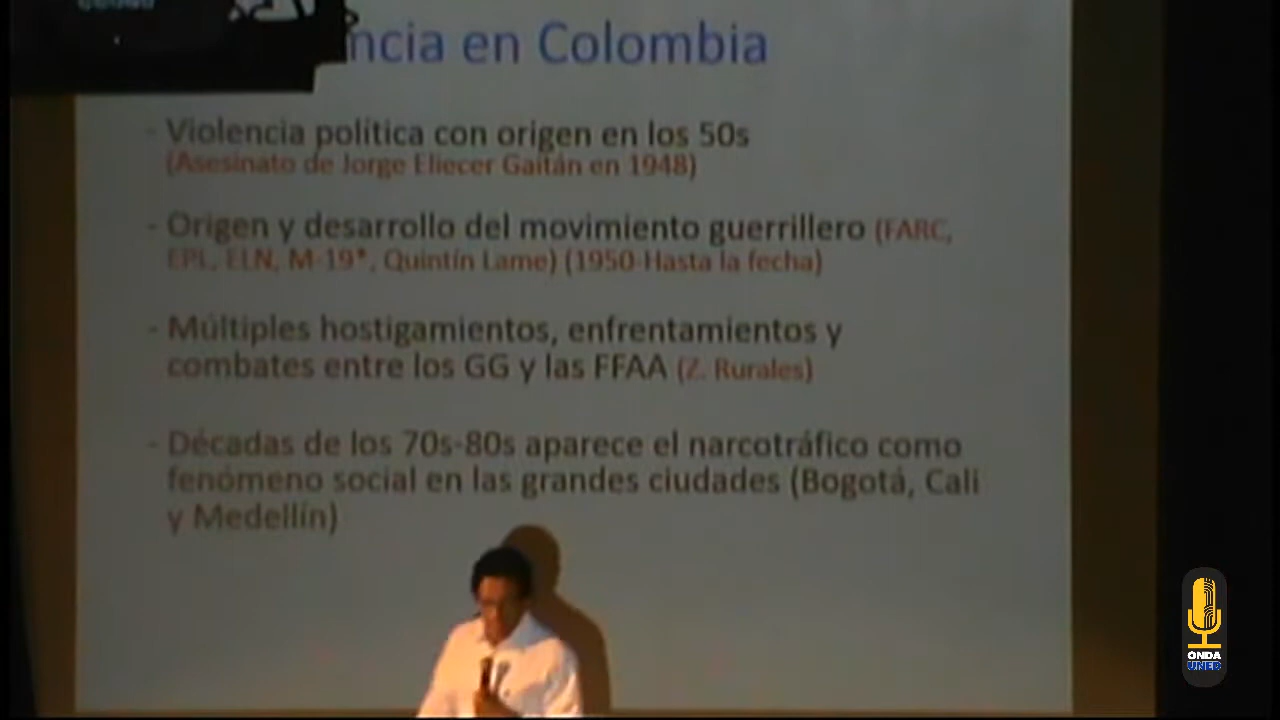 ncia en Colombia
- Violencia política con origen en los 50s
(Asesinato de Jorge Eliecer Gaitán en 1948)
- Origen y desarrollo del movimiento guerrillero (FARC,
EPL, ELN, M-19*, Quintín Lame) (1950-Hasta la fecha)
- Múltiples hostigamientos, enfrentamientos y
combates entre los GG y las FFAA (Z. Rurales)
- Décadas de los 70s-80s aparece el narcotráfico como
fenómeno social en las grandes ciudades (Bogotá, Cali
y Medellín)
ONDA
UNEB